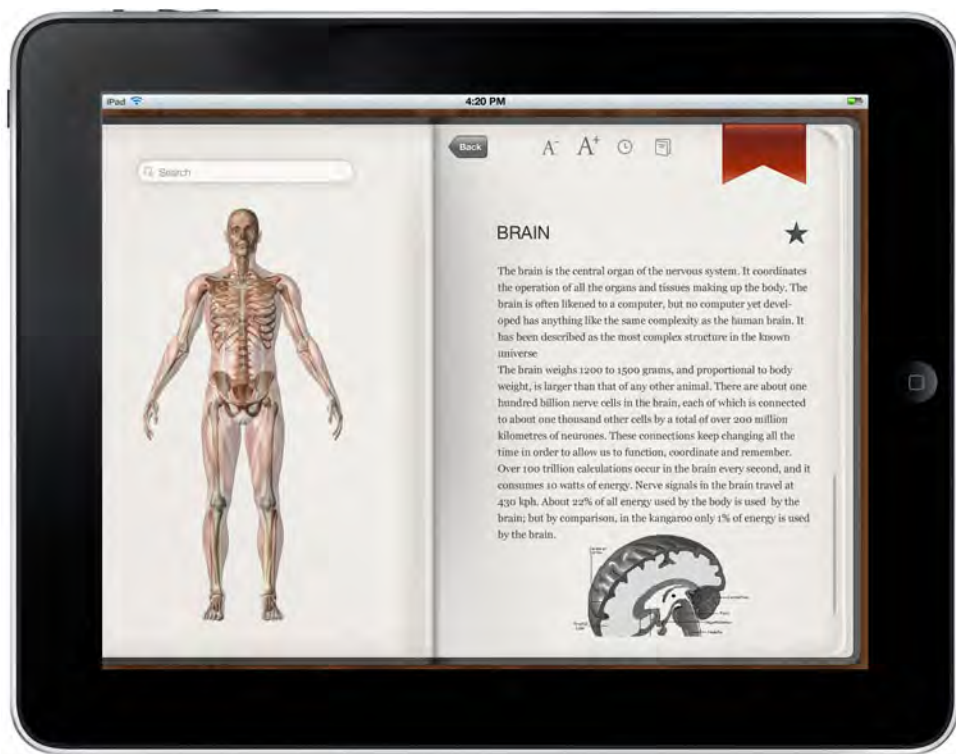 iPad
4:20 PM
Search
Back
A-
A+
BRAIN
The brain is the central organ of the nervous system. It coordinates
the operation of all the organs and tissues making up the body. The
brain is often likened to a computer, but no computer yet devel-
oped has anything like the same complexity as the human brain. It
has been described as the most complex structure in the known
universe
The brain weighs 1200 to 1500 grams, and proportional to body
weight, is larger than that of any other animal. There are about one
hundred billion nerve cells in the brain, each of which is connected
to about one thousand other cells by a total of over 200 million
kilometres of neurones. These connections keep changing all the
time in order to allow us to function, coordinate and remember.
Over 100 trillion calculations occur in the brain every second, and it
consumes 10 watts of energy. Nerve signals in the brain travel at
430 kph. About 22% of all energy used by the body is used by the
brain; but by comparison, in the kangaroo only 1% of energy is used
by the brain.